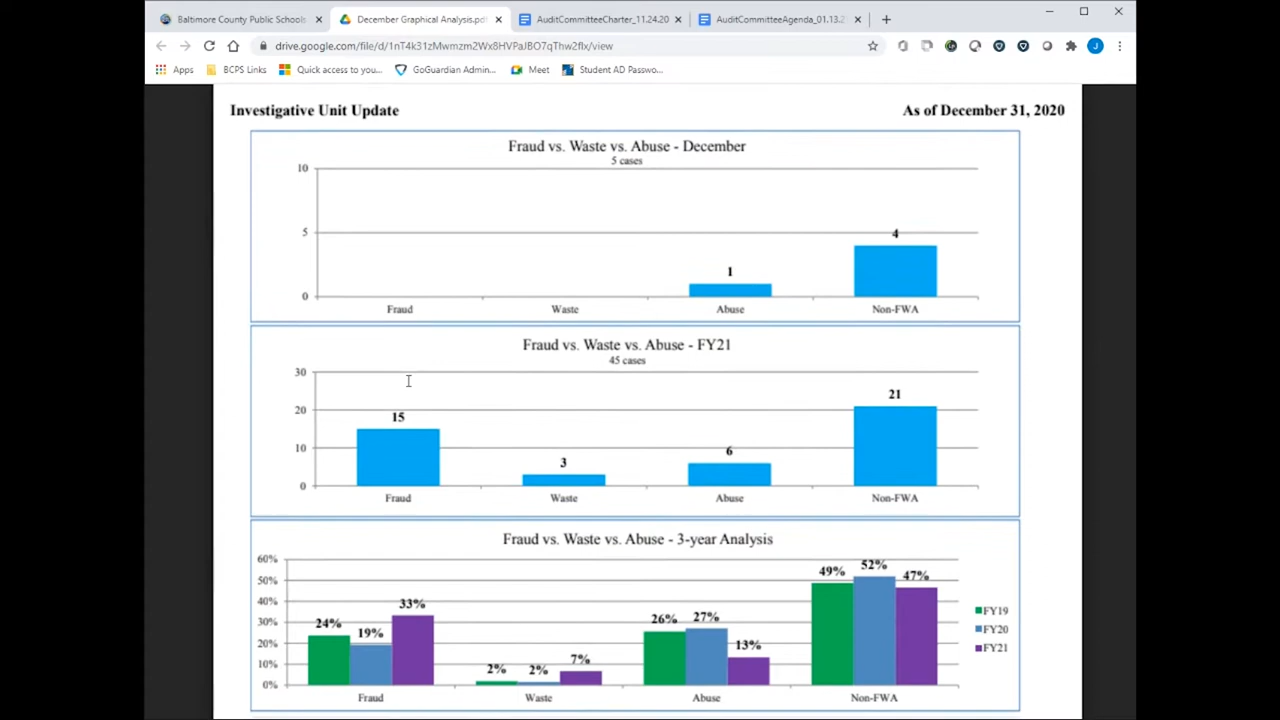 Baltimore County Public Schools
December Graphical Analysis.pdf
AuditCommitteeCharter_11.24.20
AuditCommitteeAgenda_01.13.2
drive.google.com/file/d/1nT4k31zMwmzm2Wx8HVPaJBO7qThw2flx/view
J
Apps
BCPS Links
Quick access to you...
GoGuardian Admin...
Meet
Student AD Passwo...
Investigative Unit Update
As of December 31, 2020
Fraud vs. Waste vs. Abuse - December
5 cases
10
5
0
1
4
Fraud
Waste
Abuse
Non-FWA
Fraud vs. Waste vs. Abuse - FY21
45 cases
30
20
10
0
15
3
6
21
Fraud
Waste
Abuse
Non-FWA
Fraud vs. Waste vs. Abuse - 3-year Analysis
60%
50%
40%
30%
20%
10%
0%
24%
19%
33%
2%
2%
7%
26%
27%
13%
49%
52%
47%
Fraud
Waste
Abuse
Non-FWA
FY19
FY20
FY21